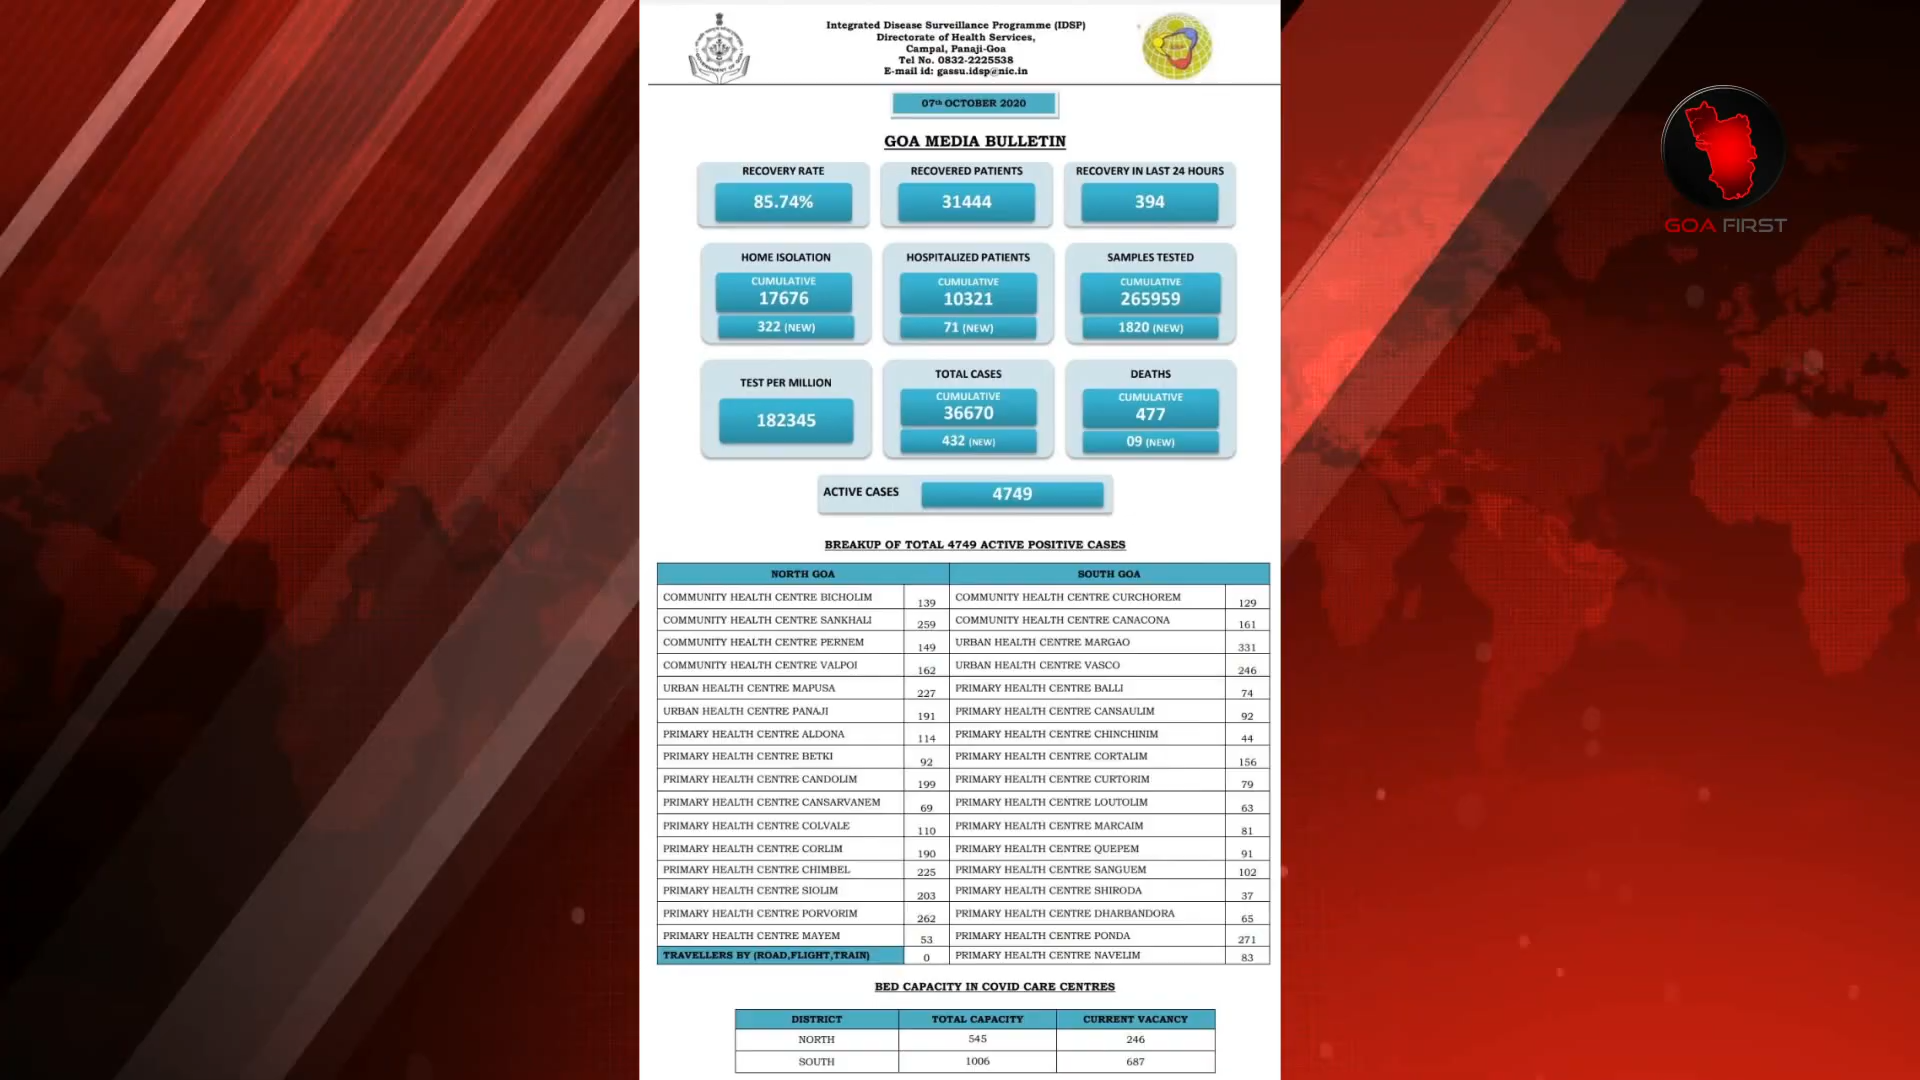 Integrated Disease Surveillance Programme (IDSP)
Directorate of Health Services,
Campal, Panaji-Goa
Tel No. 0832-2225538
E-mail id: gassu.idsp@nic.in
07th OCTOBER 2020
GOA MEDIA BULLETIN
RECOVERY RATE
85.74%
RECOVERED PATIENTS
31444
RECOVERY IN LAST 24 HOURS
394
HOME ISOLATION
CUMULATIVE
17676
322 (NEW)
HOSPITALIZED PATIENTS
CUMULATIVE
10321
71 (NEW)
SAMPLES TESTED
CUMULATIVE
265959
1820 (NEW)
TEST PER MILLION
182345
TOTAL CASES
CUMULATIVE
36670
432 (NEW)
DEATHS
CUMULATIVE
477
09 (NEW)
ACTIVE CASES 4749
BREAKUP OF TOTAL 4749 ACTIVE POSITIVE CASES
NORTH GOA SOUTH GOA
COMMUNITY HEALTH CENTRE BICHOLIM 139 COMMUNITY HEALTH CENTRE CURCHOREM 129
COMMUNITY HEALTH CENTRE SANKHALI 259 COMMUNITY HEALTH CENTRE CANACONA 161
COMMUNITY HEALTH CENTRE PERNEM 149 URBAN HEALTH CENTRE MARGAO 331
COMMUNITY HEALTH CENTRE VALPOI 162 URBAN HEALTH CENTRE VASCO 246
URBAN HEALTH CENTRE MAPUSA 227 PRIMARY HEALTH CENTRE BALLI 74
URBAN HEALTH CENTRE PANAJI 191 PRIMARY HEALTH CENTRE CANSAULIM 92
PRIMARY HEALTH CENTRE ALDONA 114 PRIMARY HEALTH CENTRE CHINCHINIM 44
PRIMARY HEALTH CENTRE BETKI 92 PRIMARY HEALTH CENTRE CORTALIM 156
PRIMARY HEALTH CENTRE CANDOLIM 199 PRIMARY HEALTH CENTRE CURTORIM 79
PRIMARY HEALTH CENTRE CANSARVANEM 69 PRIMARY HEALTH CENTRE LOUTOLIM 63
PRIMARY HEALTH CENTRE COLVALE 110 PRIMARY HEALTH CENTRE MARCAIM 81
PRIMARY HEALTH CENTRE CORLIM 190 PRIMARY HEALTH CENTRE QUEPEM 91
PRIMARY HEALTH CENTRE CHIMBEL 225 PRIMARY HEALTH CENTRE SANGUEM 102
PRIMARY HEALTH CENTRE SIOLIM 203 PRIMARY HEALTH CENTRE SHIRODA 37
PRIMARY HEALTH CENTRE PORVORIM 262 PRIMARY HEALTH CENTRE DHARBANDORA 65
PRIMARY HEALTH CENTRE MAYEM 53 PRIMARY HEALTH CENTRE PONDA 271
TRAVELLERS BY (ROAD,FLIGHT,TRAIN) 0 PRIMARY HEALTH CENTRE NAVELIM 83
BED CAPACITY IN COVID CARE CENTRES
DISTRICT TOTAL CAPACITY CURRENT VACANCY
NORTH 545 246
SOUTH 1006 687
GOA FIRST